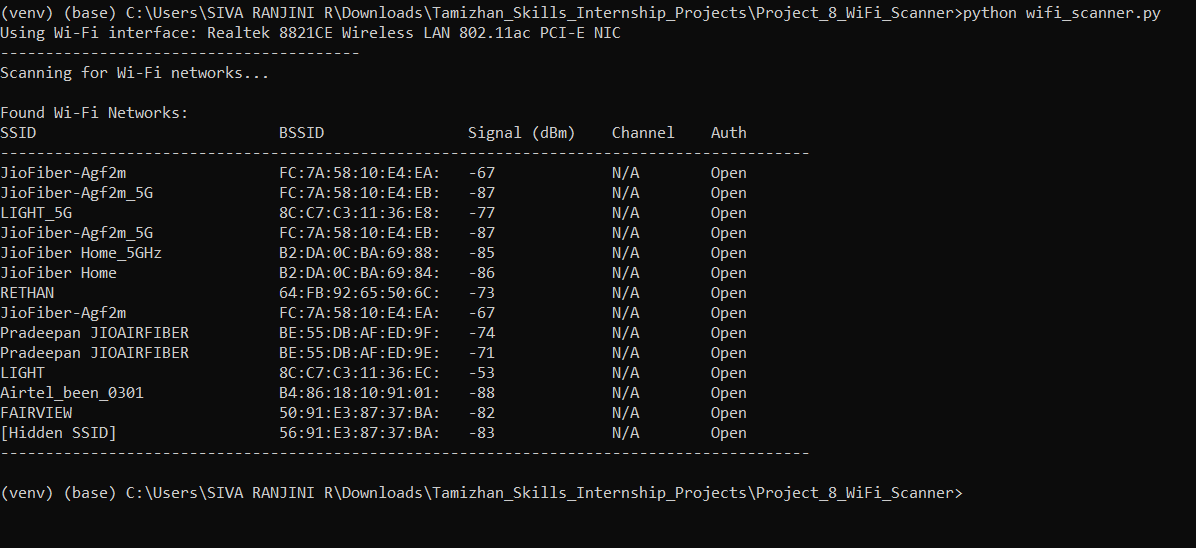 (venv) (base) C:\Users\SIVA RANJINI R\Downloads\Tamizhan_Skills_Internship_Projects\Project_8_WiFi_Scanner>python wifi_scanner.py
Using Wi-Fi interface: Realtek 8821CE Wireless LAN 802.11ac PCI-E NIC
----------------------------------------
Scanning for Wi-Fi networks...

Found Wi-Fi Networks:
SSID                           BSSID                Signal (dBm)    Channel    Auth
------------------------------------------------------------------------------------------
JioFiber-Agf2m                 FC:7A:58:10:E4:EA:   -67             N/A        Open
JioFiber-Agf2m_5G              FC:7A:58:10:E4:EB:   -87             N/A        Open
LIGHT_5G                       8C:C7:C3:11:36:E8:   -77             N/A        Open
JioFiber-Agf2m_5G              FC:7A:58:10:E4:EB:   -87             N/A        Open
JioFiber Home_5GHz             B2:DA:0C:BA:69:88:   -85             N/A        Open
JioFiber Home                  B2:DA:0C:BA:69:84:   -86             N/A        Open
RETHAN                         64:FB:92:65:50:6C:   -73             N/A        Open
JioFiber-Agf2m                 FC:7A:58:10:E4:EA:   -67             N/A        Open
Pradeepan JIOAIRFIBER          BE:55:DB:AF:ED:9F:   -74             N/A        Open
Pradeepan JIOAIRFIBER          BE:55:DB:AF:ED:9E:   -71             N/A        Open
LIGHT                          8C:C7:C3:11:36:EC:   -53             N/A        Open
Airtel_been_0301               B4:86:18:10:91:01:   -88             N/A        Open
FAIRVIEW                       50:91:E3:87:37:BA:   -82             N/A        Open
[Hidden SSID]                  56:91:E3:87:37:BA:   -83             N/A        Open
------------------------------------------------------------------------------------------

(venv) (base) C:\Users\SIVA RANJINI R\Downloads\Tamizhan_Skills_Internship_Projects\Project_8_WiFi_Scanner>